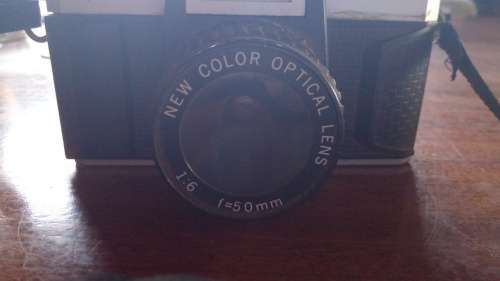 NEW COLOR OPTICAL LENS
1:6 f=50mm